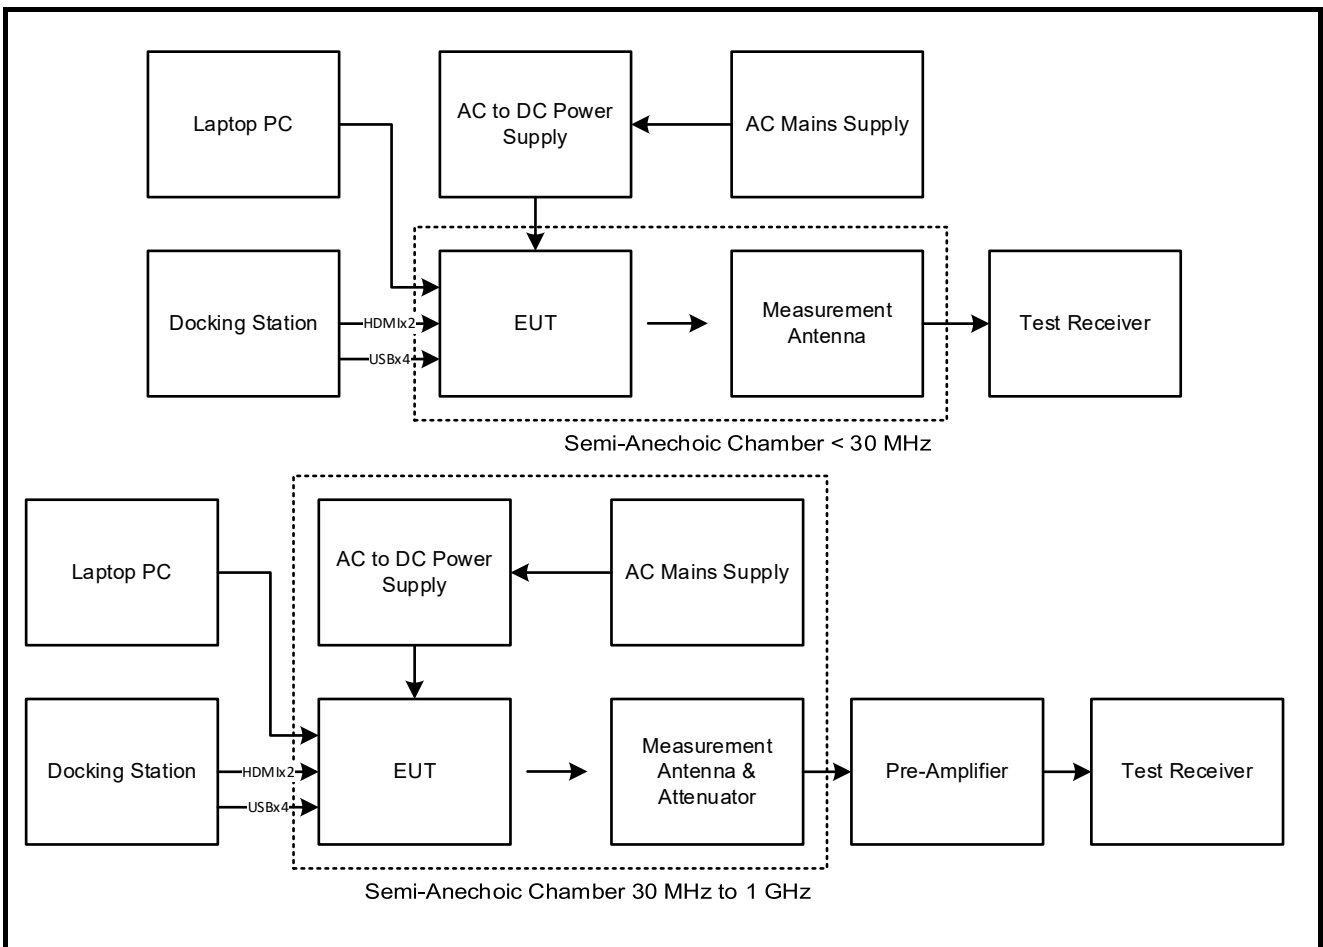 Laptop PC
AC to DC Power
Supply
AC Mains Supply
Docking Station
HDMIx2
USBx4
EUT
Measurement
Antenna
Test Receiver
Semi-Anechoic Chamber < 30 MHz
Laptop PC
AC to DC Power
Supply
AC Mains Supply
Docking Station
HDMIx2
USBx4
EUT
Measurement
Antenna &
Attenuator
Pre-Amplifier
Test Receiver
Semi-Anechoic Chamber 30 MHz to 1 GHz